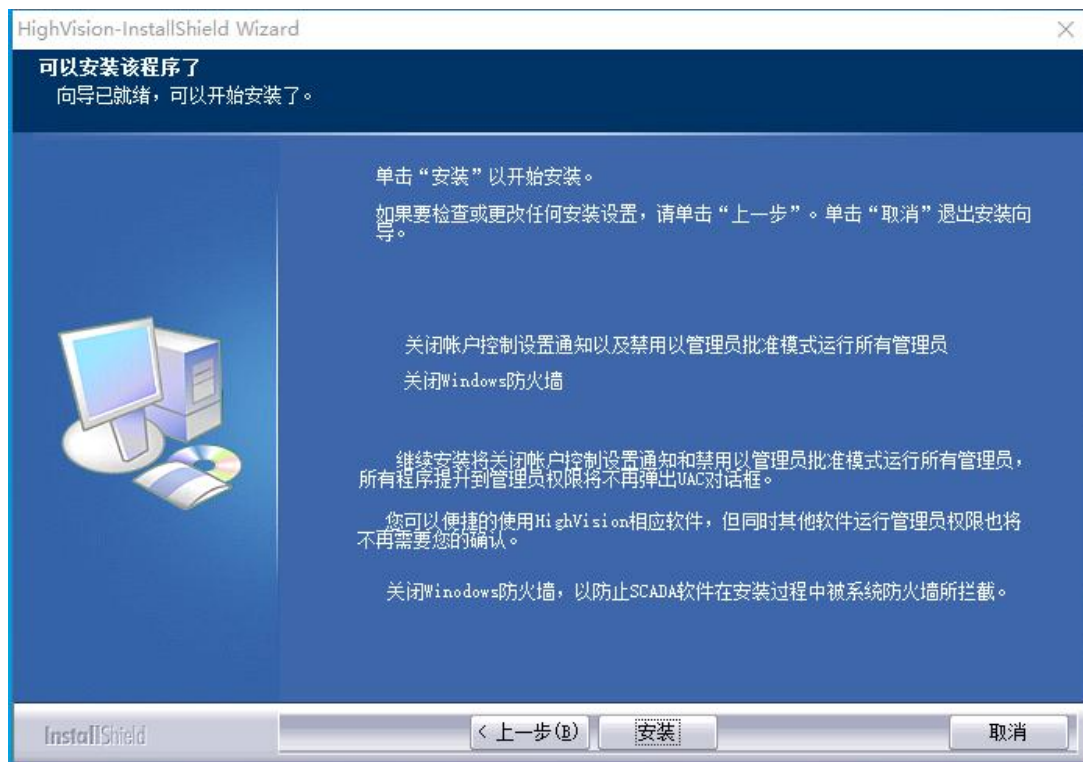 HighVision-InstallShield Wizard
可以安装该程序了
向导已就绪，可以开始安装了。
单击“安装”以开始安装。
如果要检查或更改任何安装设置，请单击“上一步”。单击“取消”退出安装向
导。
关闭帐户控制设置通知以及禁用以管理员批准模式运行所有管理员
关闭Windows防火墙
继续安装将关闭帐户控制设置通知和禁用以管理员批准模式运行所有管理员，
所有程序提升到管理员权限将不再弹出UAC对话框。
您可以便捷的使用HighVision相应软件，但同时其他软件运行管理员权限也将
不再需要您的确认。
关闭Winodows防火墙，以防止SCADA软件在安装过程中被系统防火墙所拦截。
InstallShield
< 上一步(B)
安装
取消